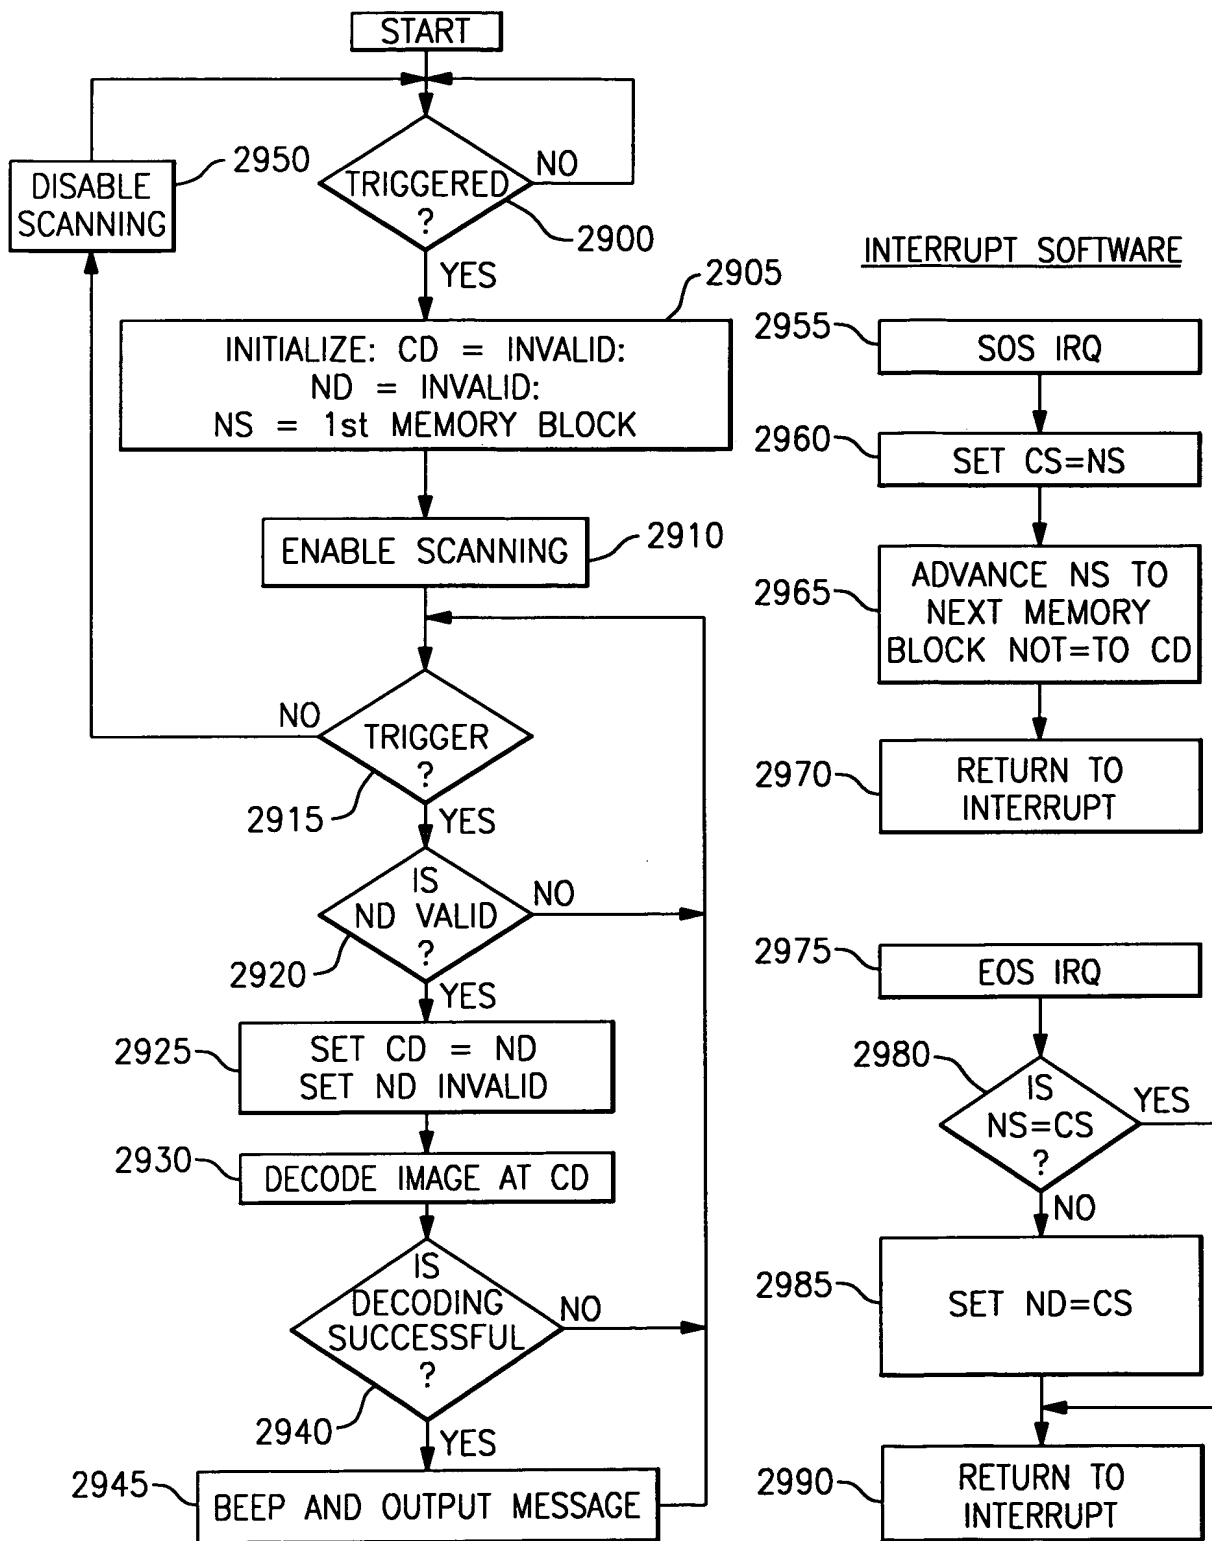 START
2950
DISABLE
SCANNING
TRIGGERED
?
NO
2900
YES
2905
INITIALIZE: CD = INVALID:
ND = INVALID:
NS = 1st MEMORY BLOCK
ENABLE SCANNING
2910
NO
TRIGGER
?
2915
YES
IS
ND VALID
?
NO
2920
YES
2925
SET CD = ND
SET ND INVALID
2930
DECODE IMAGE AT CD
IS
DECODING
SUCCESSFUL
?
NO
2940
YES
2945
BEEP AND OUTPUT MESSAGE
INTERRUPT SOFTWARE
2955
SOS IRQ
2960
SET CS=NS
2965
ADVANCE NS TO
NEXT MEMORY
BLOCK NOT=TO CD
2970
RETURN TO
INTERRUPT
2975
EOS IRQ
2980
IS
NS=CS
?
YES
NO
2985
SET ND=CS
2990
RETURN TO
INTERRUPT